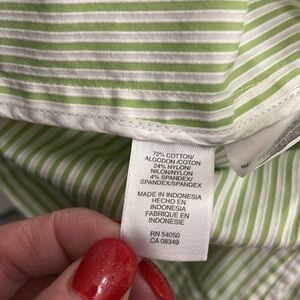 72% COTTON/
ALGODON/COTON
24% NYLON/
NILON/NYLON
4% SPANDEX/
SPANDEX/SPANDEX
MADE IN INDONESIA
HECHO EN
INDONESIA
FABRIQUE EN
INDONESIE
RN 54050
CA 08349